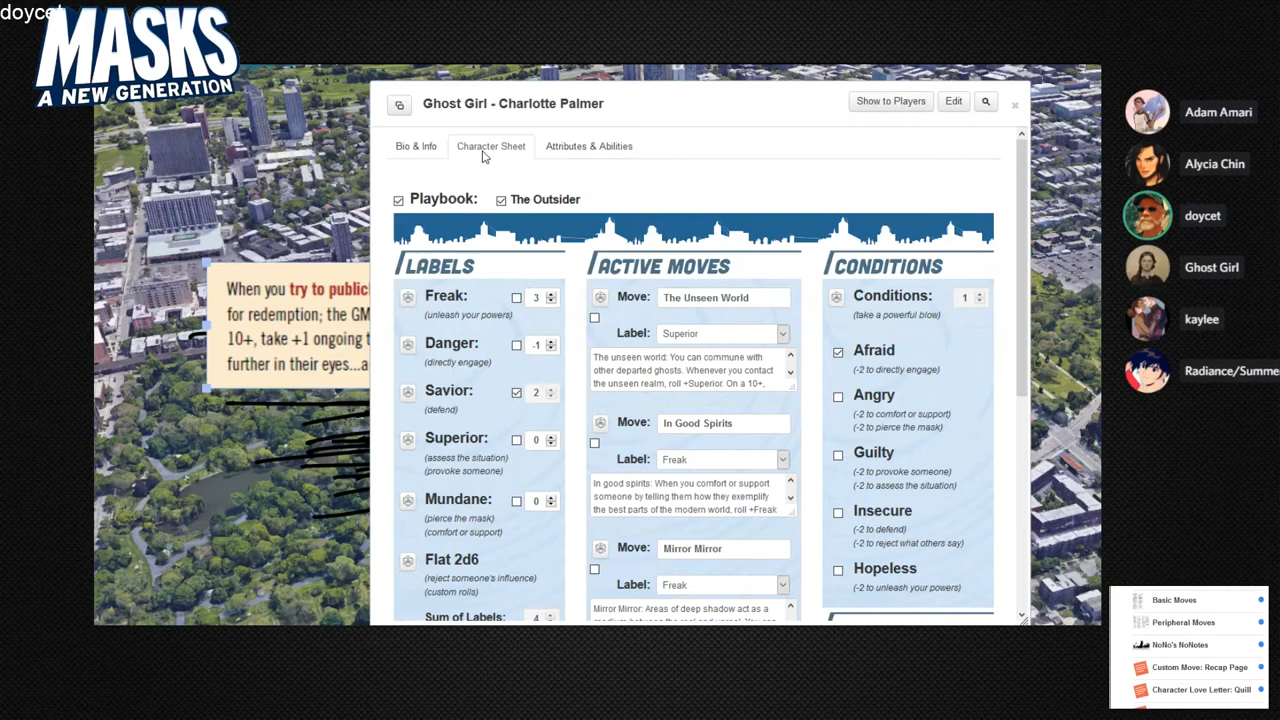 doycet
MASKS
A NEW GENERATION
Ghost Girl - Charlotte Palmer
Show to Players
Edit
Bio & Info
Character Sheet
Attributes & Abilities
Playbook:
The Outsider
When you try to public
for redemption; the GM
10+, take +1 ongoing t
further in their eyes...a
LABELS
Freak:
3
(unleash your powers)
Danger:
-1
(directly engage)
Savior:
2
(defend)
Superior:
0
(assess the situation)
(provoke someone)
Mundane:
0
(pierce the mask)
(comfort or support)
Flat 2d6
(reject someone's influence)
(custom rolls)
Sum of Labels:
4
ACTIVE MOVES
Move:
The Unseen World
Label:
Superior
The unseen world: You can commune with
other departed ghosts. Whenever you contact
the unseen realm, roll +Superior. On a 10+,
Move:
In Good Spirits
Label:
Freak
In good spirits: When you comfort or support
someone by telling them how they exemplify
the best parts of the modern world, roll +Freak
Move:
Mirror Mirror
Label:
Freak
Mirror Mirror: Areas of deep shadow act as a
CONDITIONS
Conditions:
1
(take a powerful blow)
Afraid
(-2 to directly engage)
Angry
(-2 to comfort or support)
(-2 to pierce the mask)
Guilty
(-2 to provoke someone)
(-2 to assess the situation)
Insecure
(-2 to defend)
(-2 to reject what others say)
Hopeless
(-2 to unleash your powers)
Adam Amari
Alycia Chin
doycet
Ghost Girl
kaylee
Radiance/Summe
Basic Moves
Peripheral Moves
NoNo's NoNotes
Custom Move: Recap Page
Character Love Letter: Quill